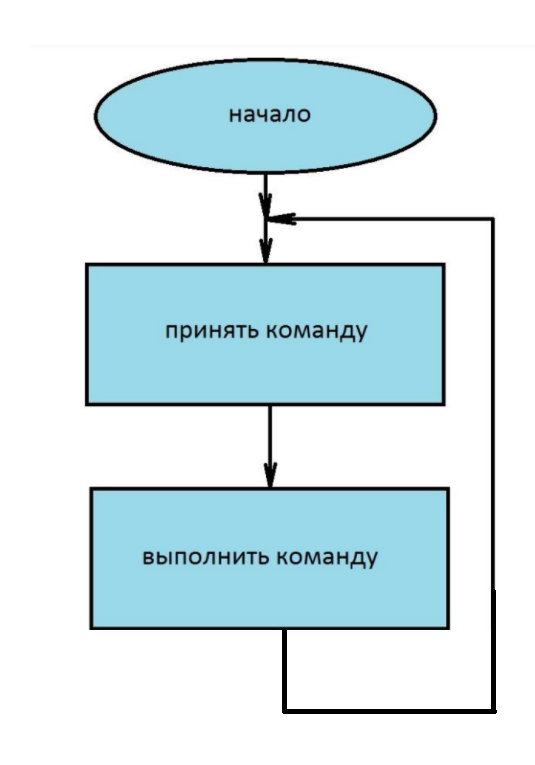 начало
принять команду
выполнить команду